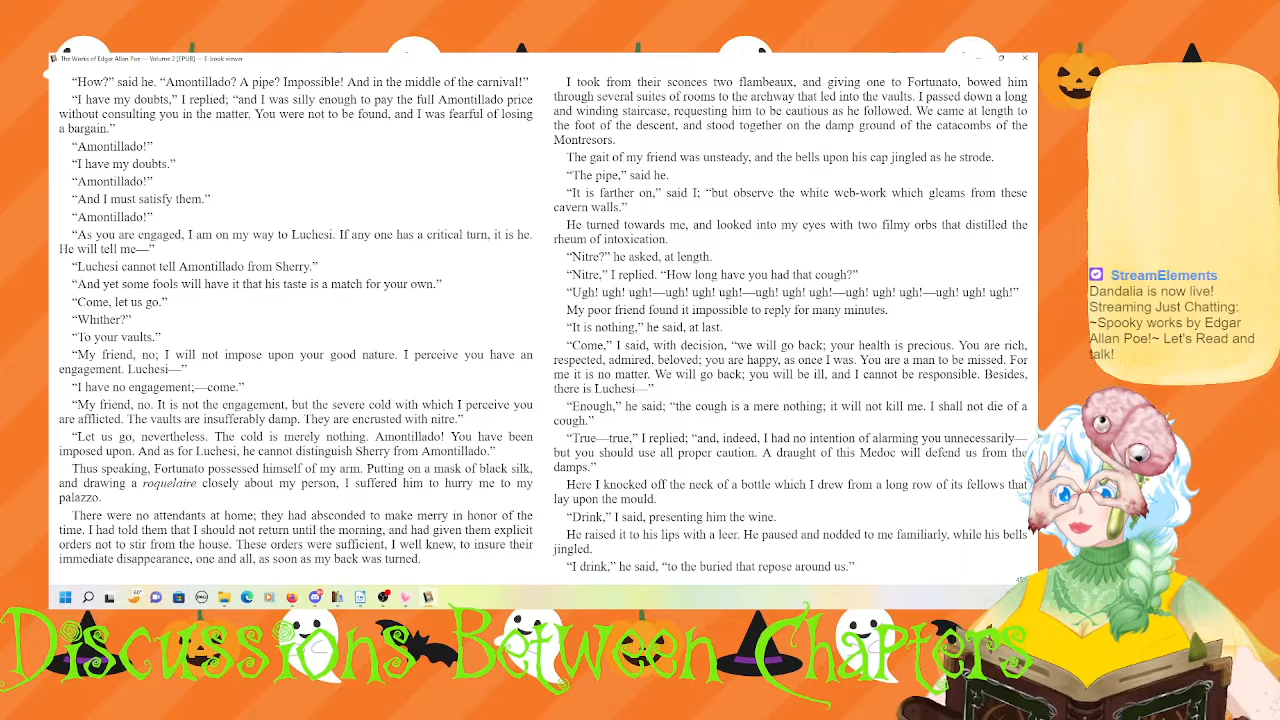 The Works of Edgar Allan Poe — Volume 2 [EPUB] — E-book viewer
“How?” said he. “Amontillado? A pipe? Impossible! And in the middle of the carnival!”
“I have my doubts,” I replied; “and I was silly enough to pay the full Amontillado price
without consulting you in the matter. You were not to be found, and I was fearful of losing
a bargain.”
“Amontillado!”
“I have my doubts.”
“Amontillado!”
“And I must satisfy them.”
“Amontillado!”
“As you are engaged, I am on my way to Luchesi. If any one has a critical turn, it is he.
He will tell me—”
“Luchesi cannot tell Amontillado from Sherry.”
“And yet some fools will have it that his taste is a match for your own.”
“Come, let us go.”
“Whither?”
“To your vaults.”
“My friend, no; I will not impose upon your good nature. I perceive you have an
engagement. Luchesi—”
“I have no engagement;—come.”
“My friend, no. It is not the engagement, but the severe cold with which I perceive you
are afflicted. The vaults are insufferably damp. They are encrusted with nitre.”
“Let us go, nevertheless. The cold is merely nothing. Amontillado! You have been
imposed upon. And as for Luchesi, he cannot distinguish Sherry from Amontillado.”
Thus speaking, Fortunato possessed himself of my arm. Putting on a mask of black silk,
and drawing a roquelaire closely about my person, I suffered him to hurry me to my
palazzo.
There were no attendants at home; they had absconded to make merry in honor of the
time. I had told them that I should not return until the morning, and had given them explicit
orders not to stir from the house. These orders were sufficient, I well knew, to insure their
immediate disappearance, one and all, as soon as my back was turned.
I took from their sconces two flambeaux, and giving one to Fortunato, bowed him
through several suites of rooms to the archway that led into the vaults. I passed down a long
and winding staircase, requesting him to be cautious as he followed. We came at length to
the foot of the descent, and stood together on the damp ground of the catacombs of the
Montresors.
The gait of my friend was unsteady, and the bells upon his cap jingled as he strode.
“The pipe,” said he.
“It is farther on,” said I; “but observe the white web-work which gleams from these
cavern walls.”
He turned towards me, and looked into my eyes with two filmy orbs that distilled the
rheum of intoxication.
“Nitre?” he asked, at length.
“Nitre,” I replied. “How long have you had that cough?”
“Ugh! ugh! ugh!—ugh! ugh! ugh!—ugh! ugh! ugh!—ugh! ugh! ugh!—ugh! ugh! ugh!”
My poor friend found it impossible to reply for many minutes.
“It is nothing,” he said, at last.
“Come,” I said, with decision, “we will go back; your health is precious. You are rich,
respected, admired, beloved; you are happy, as once I was. You are a man to be missed. For
me it is no matter. We will go back; you will be ill, and I cannot be responsible. Besides,
there is Luchesi—”
“Enough,” he said; “the cough is a mere nothing; it will not kill me. I shall not die of a
cough.”
“True—true,” I replied; “and, indeed, I had no intention of alarming you unnecessarily—
but you should use all proper caution. A draught of this Medoc will defend us from the
damps.”
Here I knocked off the neck of a bottle which I drew from a long row of its fellows that
lay upon the mould.
“Drink,” I said, presenting him the wine.
He raised it to his lips with a leer. He paused and nodded to me familiarly, while his bells
jingled.
“I drink,” he said, “to the buried that repose around us.”
60°
DELL
StreamElements
Dandalia is now live!
Streaming Just Chatting:
~Spooky works by Edgar
Allan Poe!~ Let's Read and
talk!
Discussions Between Chapters